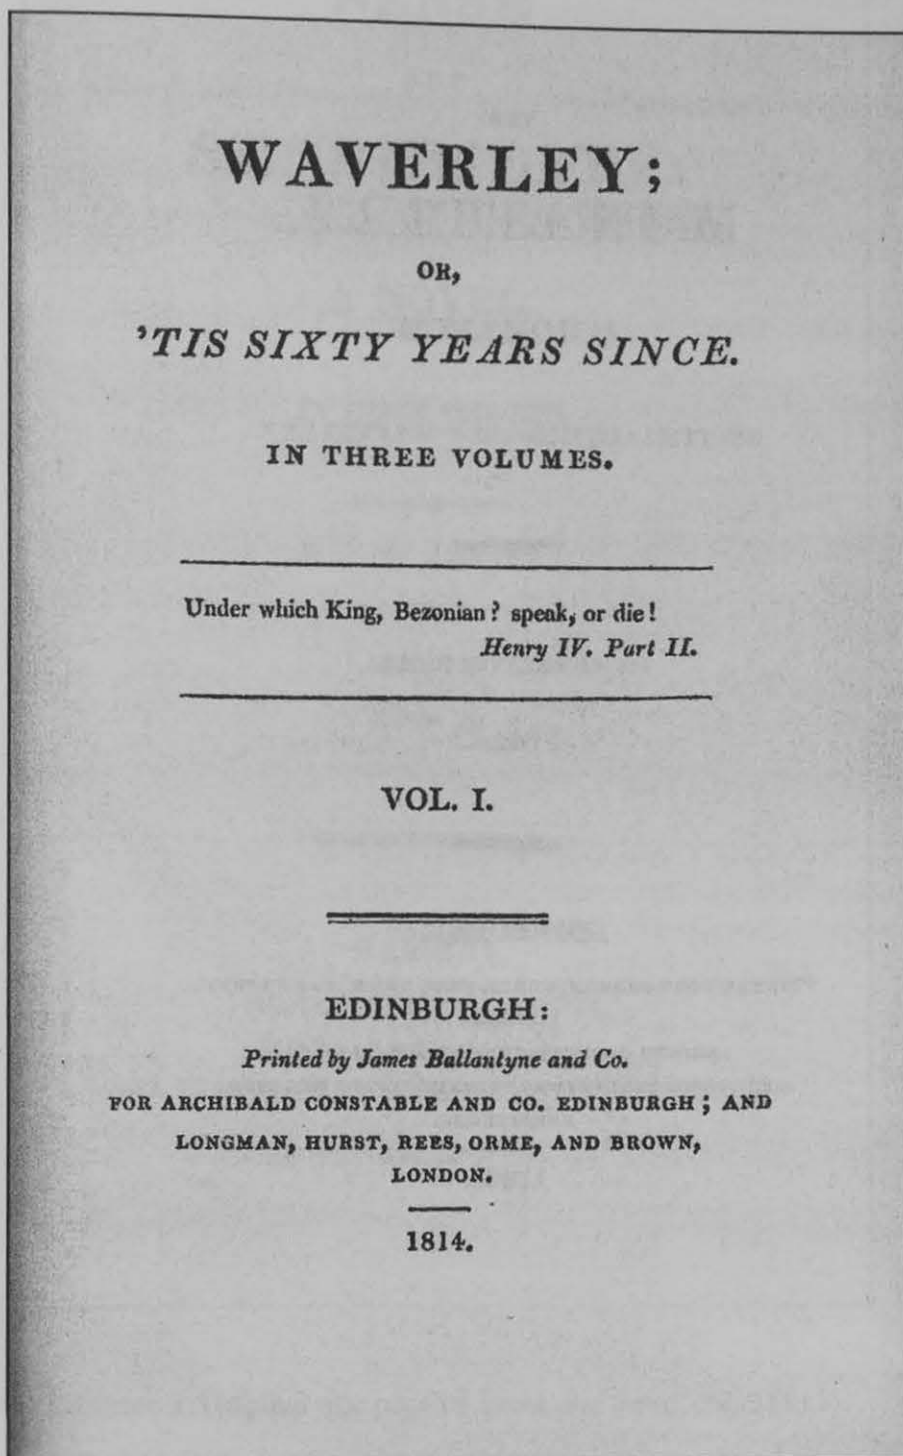 WAVERLEY;
OR,
'TIS SIXTY YEARS SINCE.
IN THREE VOLUMES.
Under which King, Bezonian? speak, or die!
Henry IV. Part II.
VOL. I.
EDINBURGH:
Printed by James Ballantyne and Co.
FOR ARCHIBALD CONSTABLE AND CO. EDINBURGH; AND
LONGMAN, HURST, REES, ORME, AND BROWN,
LONDON.
1814.